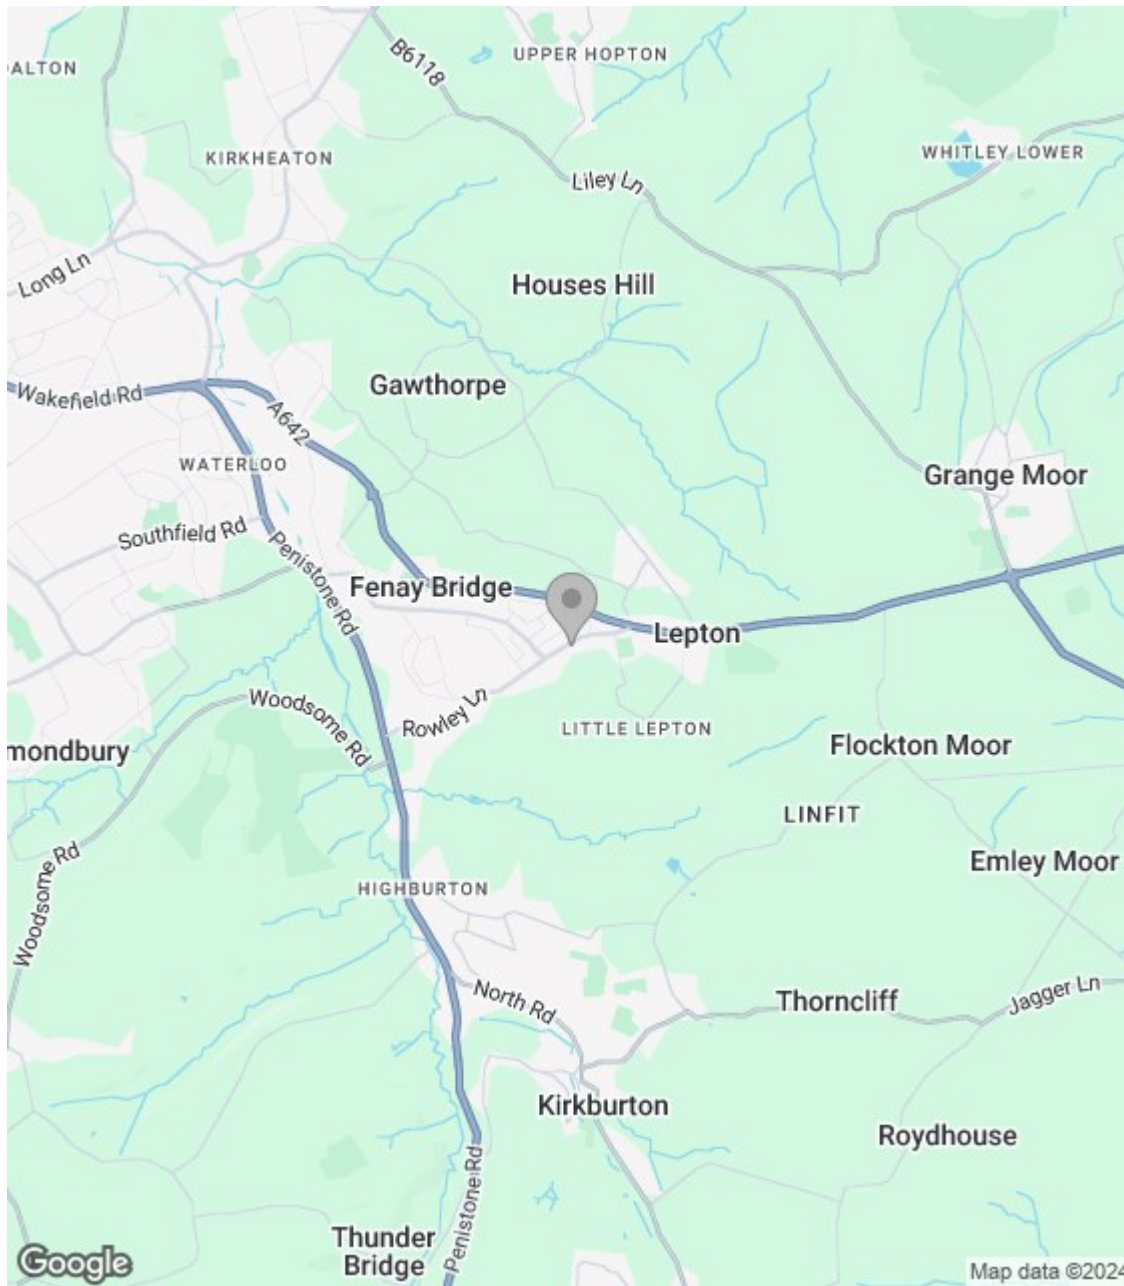 UPPER HOPTON
B6118
ALTON
KIRKHEATON
WHITLEY LOWER
Liley Ln
Long Ln
Houses Hill
Gawthorpe
Wakefield Rd
A642
WATERLOO
Grange Moor
Southfield Rd
Penistone Rd
Fenay Bridge
Lepton
Woodsome Rd
Rowley Ln
LITTLE LEPTON
mondbury
Flockton Moor
LINFIT
Woodsome Rd
Emley Moor
HIGHBURTON
North Rd
Thorncliff
Jagger Ln
Kirkburton
Roydhouse
Penistone Rd
Thunder
Bridge
Google
Map data ©2024